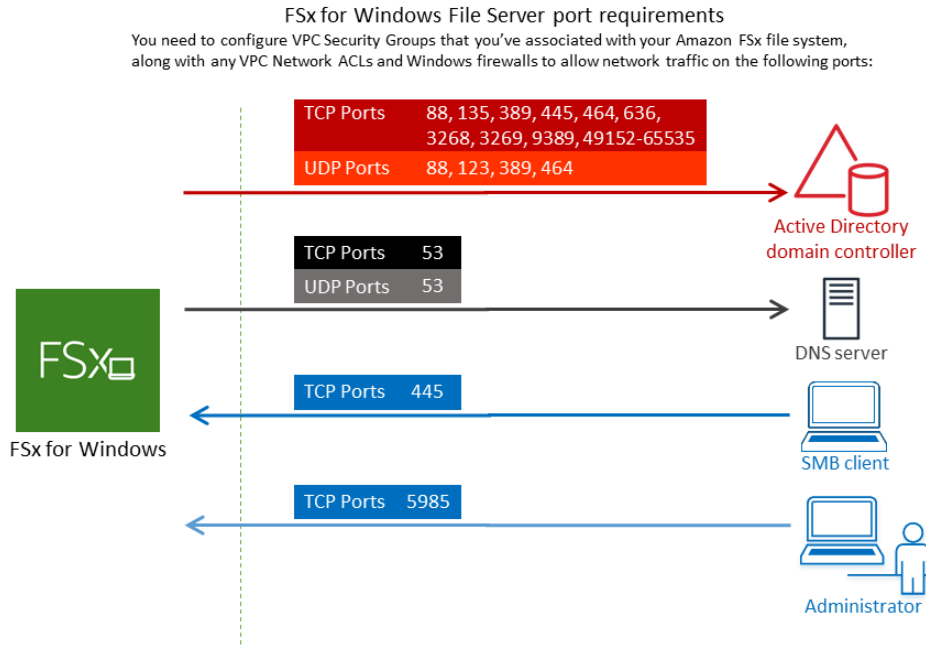 FSx for Windows File Server port requirements
You need to configure VPC Security Groups that you’ve associated with your Amazon FSx file system,
along with any VPC Network ACLs and Windows firewalls to allow network traffic on the following ports:
TCP Ports 88, 135, 389, 445, 464, 636,
3268, 3269, 9389, 49152-65535
UDP Ports 88, 123, 389, 464
Active Directory
domain controller
TCP Ports 53
UDP Ports 53
DNS server
FSx
FSx for Windows
TCP Ports 445
SMB client
TCP Ports 5985
Administrator